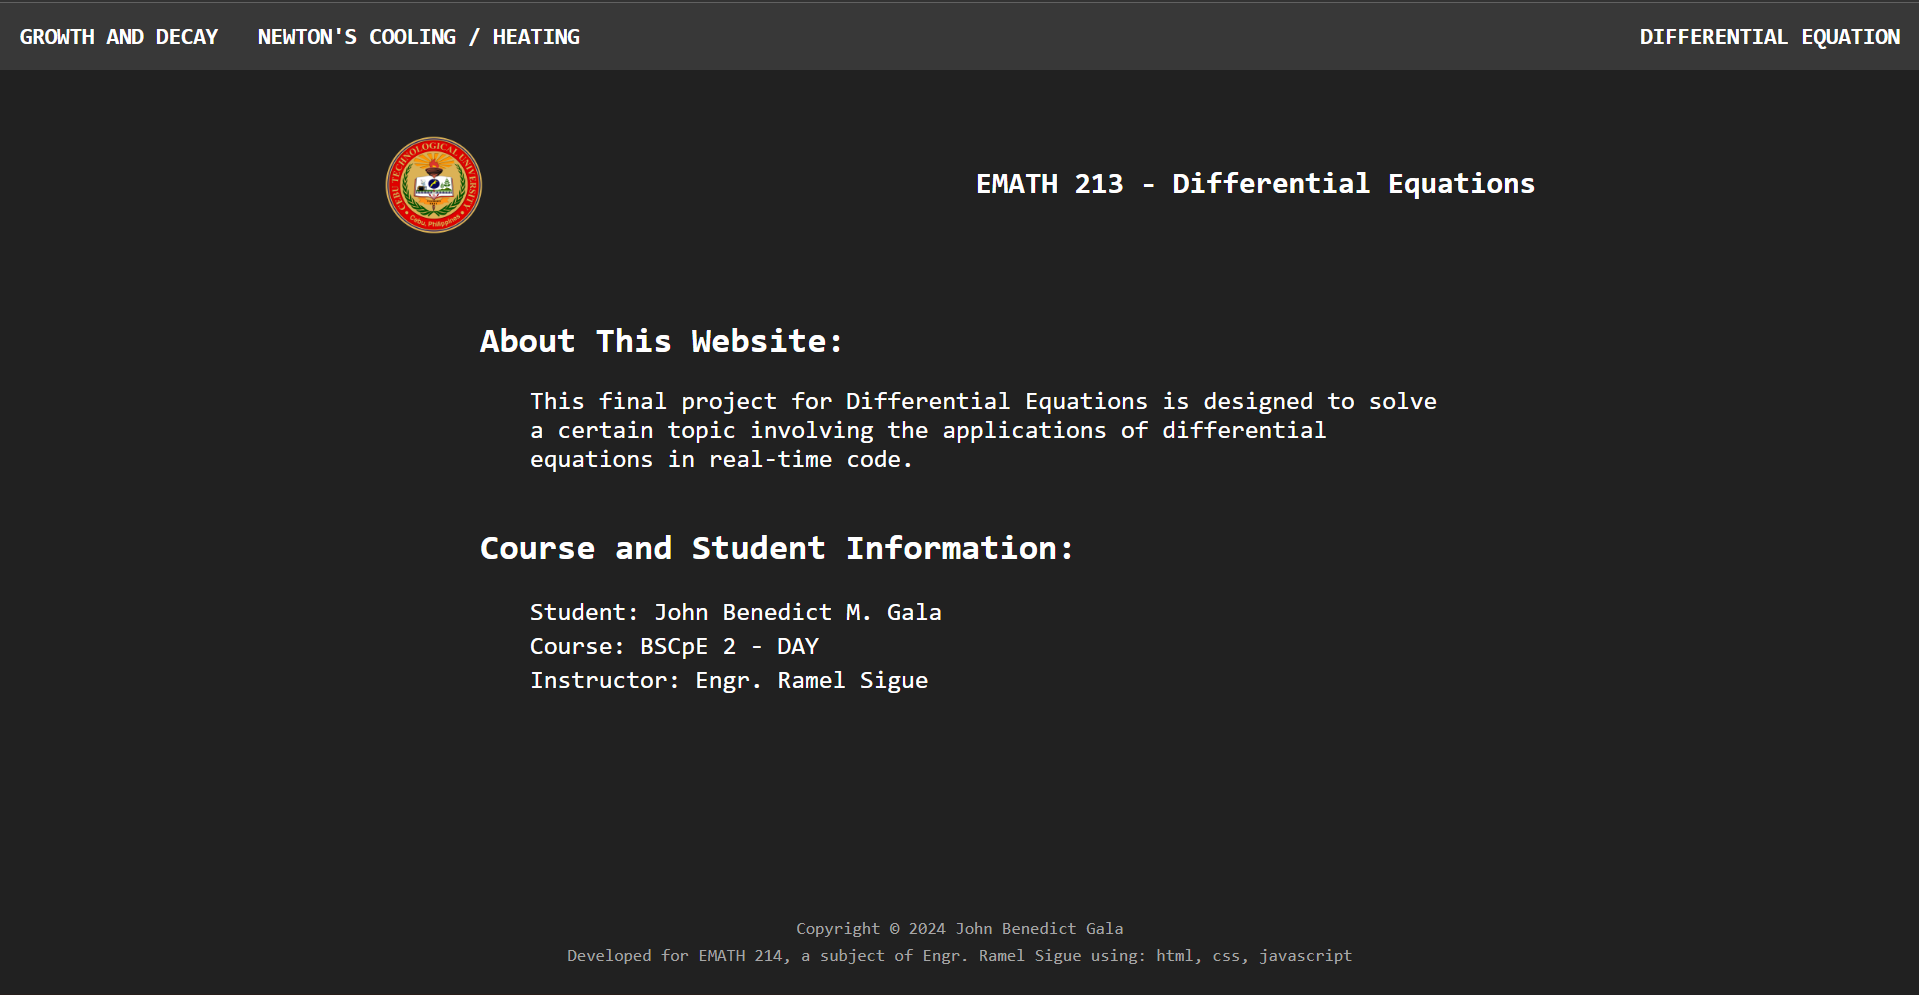 GROWTH AND DECAY NEWTON'S COOLING / HEATING DIFFERENTIAL EQUATION
CEBU TECHNOLOGICAL UNIVERSITY
Cebu, Philippines
EMATH 213 - Differential Equations
About This Website:
This final project for Differential Equations is designed to solve
a certain topic involving the applications of differential
equations in real-time code.
Course and Student Information:
Student: John Benedict M. Gala
Course: BSCpE 2 - DAY
Instructor: Engr. Ramel Sigue
Copyright © 2024 John Benedict Gala
Developed for EMATH 214, a subject of Engr. Ramel Sigue using: html, css, javascript